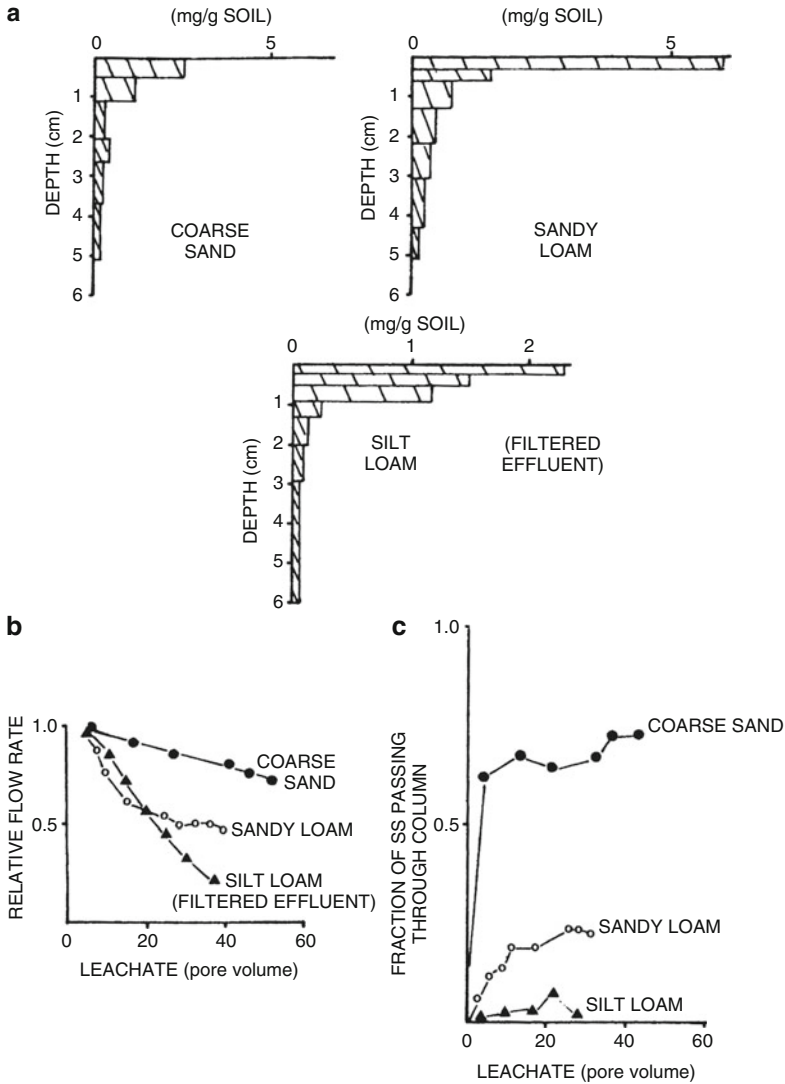 a
(mg/g SOIL)
0 5
1
2
3
4
5
6
DEPTH (cm)
COARSE
SAND
(mg/g SOIL)
0 5
1
2
3
4
5
6
DEPTH (cm)
SANDY
LOAM
(mg/g SOIL)
0 1 2
1
2
3
4
5
6
DEPTH (cm)
SILT
LOAM
(FILTERED
EFFLUENT)
b
1.0
0.5
RELATIVE FLOW RATE
COARSE
SAND
SANDY LOAM
SILT LOAM
(FILTERED EFFLUENT)
0 20 40 60
LEACHATE (pore volume)
c
1.0
0.5
FRACTION OF SS PASSING
THROUGH COLUMN
COARSE SAND
SANDY LOAM
SILT LOAM
0 20 40 60
LEACHATE (pore volume)